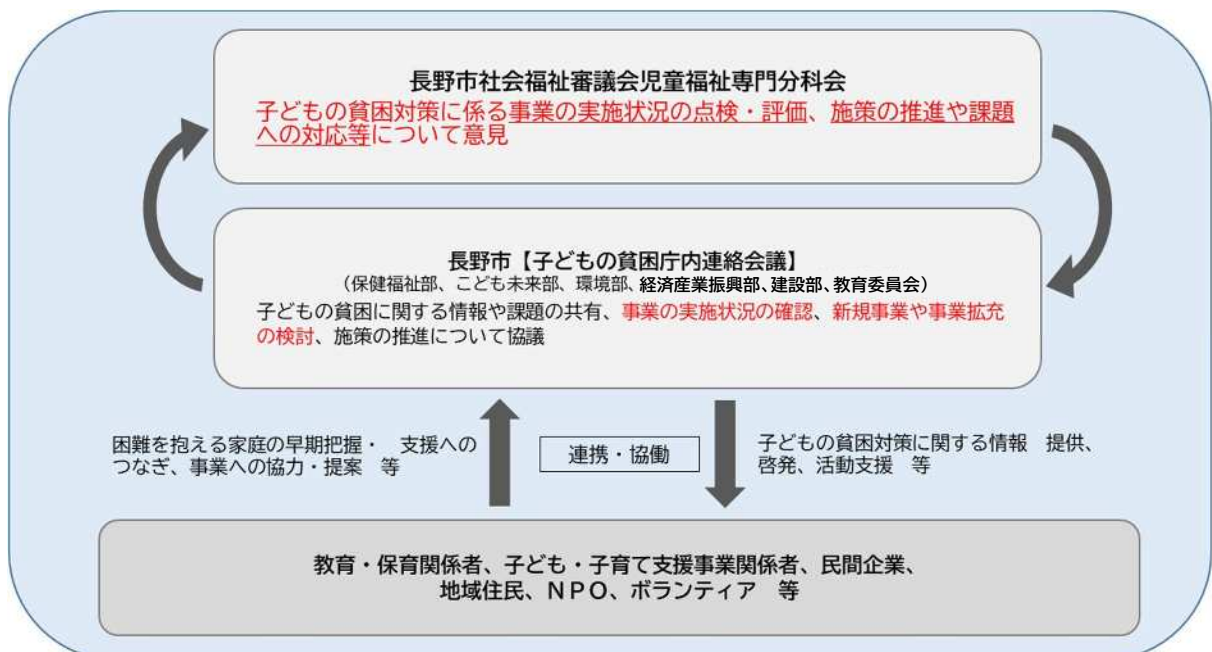 長野市社会福祉審議会児童福祉専門分科会
子どもの貧困対策に係る事業の実施状況の点検・評価、施策の推進や課題
への対応等について意見
長野市【子どもの貧困庁内連絡会議】
（保健福祉部、こども未来部、環境部、経済産業振興部、建設部、教育委員会）
子どもの貧困に関する情報や課題の共有、事業の実施状況の確認、新規事業や事業拡充
の検討、施策の推進について協議
困難を抱える家庭の早期把握・　支援への
つなぎ、事業への協力・提案　等
連携・協働
子どもの貧困対策に関する情報　提供、
啓発、活動支援　等
教育・保育関係者、子ども・子育て支援事業関係者、民間企業、
地域住民、ＮＰＯ、ボランティア　等